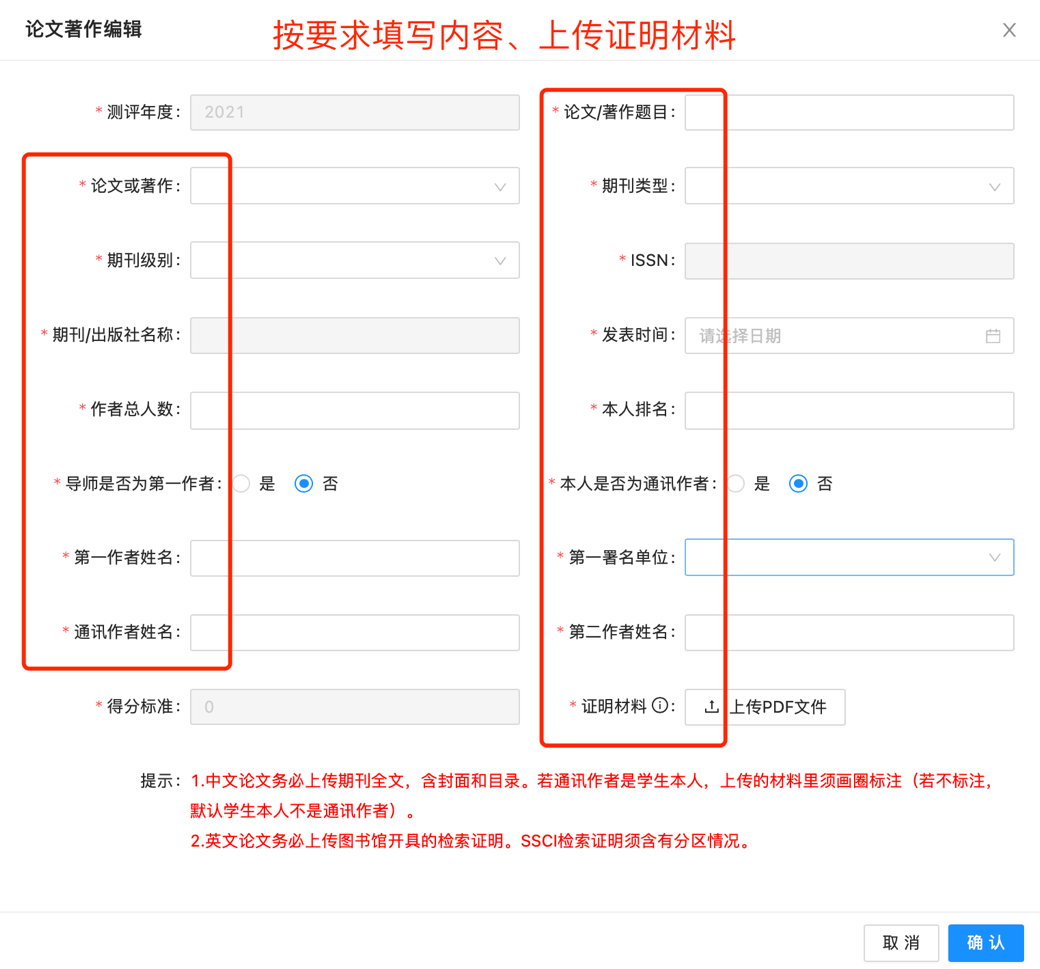 论文著作编辑
按要求填写内容、上传证明材料
* 测评年度: 2021
* 论文/著作题目:
* 论文或著作:
* 期刊类型:
* 期刊级别:
* ISSN:
* 期刊/出版社名称:
* 发表时间: 请选择日期
* 作者总人数:
* 本人排名:
* 导师是否为第一作者: 是 否
* 本人是否为通讯作者: 是 否
* 第一作者姓名:
* 第一署名单位:
* 通讯作者姓名:
* 第二作者姓名:
* 得分标准: 0
* 证明材料: 上传PDF文件
提示: 1.中文论文务必上传期刊全文，含封面和目录。若通讯作者是学生本人，上传的材料里须画圈标注（若不标注，
默认学生本人不是通讯作者）。
2.英文论文务必上传图书馆开具的检索证明。SSCI检索证明须含有分区情况。
取 消
确 认